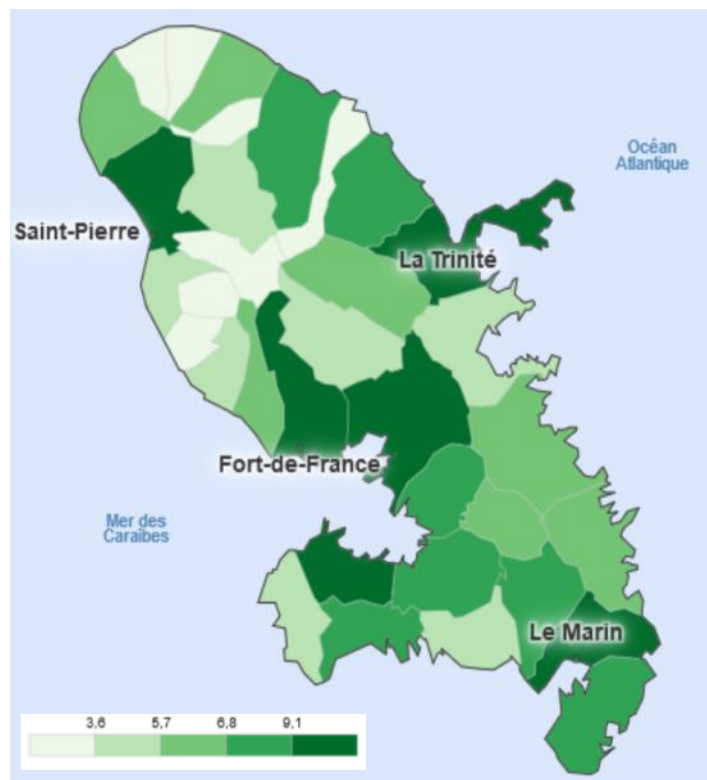 Océan
Atlantique
Saint-Pierre
La Trinité
Fort-de-France
Mer des
Caraïbes
Le Marin
3,6 5,7 6,8 9,1